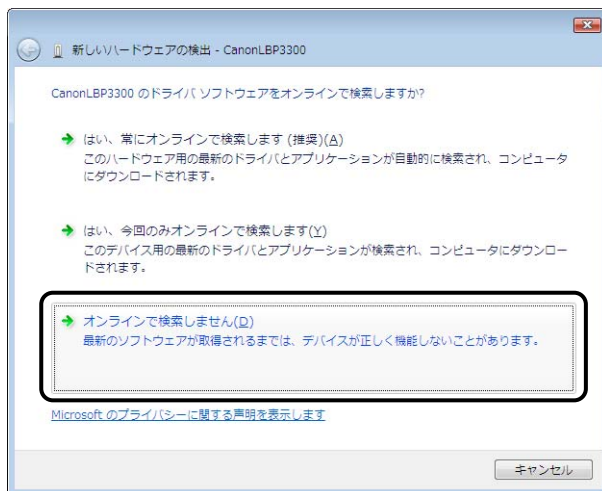 新しいハードウェアの検出 - CanonLBP3300
CanonLBP3300 のドライバ ソフトウェアをオンラインで検索しますか?
はい、常にオンラインで検索します (推奨)(A)
このハードウェア用の最新のドライバとアプリケーションが自動的に検索され、コンピュータ
にダウンロードされます。
はい、今回のみオンラインで検索します(Y)
このデバイス用の最新のドライバとアプリケーションが検索され、コンピュータにダウンロー
ドされます。
オンラインで検索しません(D)
最新のソフトウェアが取得されるまでは、デバイスが正しく機能しないことがあります。
Microsoft のプライバシーに関する声明を表示します
キャンセル